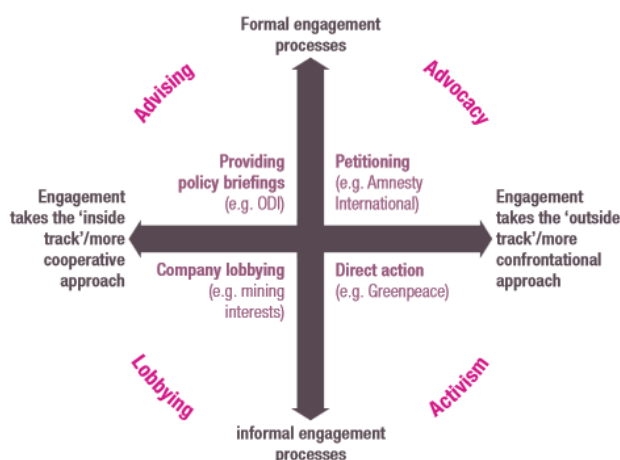 Formal engagement
processes
Advising
Advocacy
Providing
policy briefings
(e.g. ODI)
Petitioning
(e.g. Amnesty
International)
Engagement
takes the ‘inside
track’/more
cooperative
approach
Engagement
takes the ‘outside
track’/more
confrontational
approach
Company lobbying
(e.g. mining
interests)
Direct action
(e.g. Greenpeace)
Lobbying
Activism
informal engagement
processes